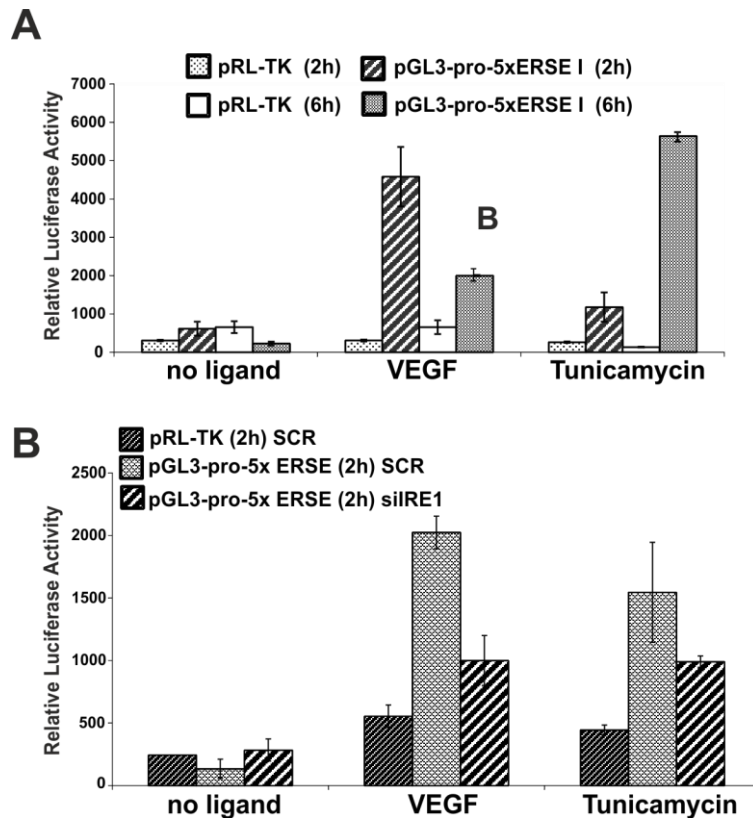 A
pRL-TK (2h) pGL3-pro-5xERSE I (2h)
pRL-TK (6h) pGL3-pro-5xERSE I (6h)
Relative Luciferase Activity
7000
6000
5000
4000
3000
2000
1000
0
B
no ligand VEGF Tunicamycin
B
pRL-TK (2h) SCR
pGL3-pro-5x ERSE (2h) SCR
pGL3-pro-5x ERSE (2h) siIRE1
Relative Luciferase Activity
2500
2000
1500
1000
500
0
no ligand VEGF Tunicamycin